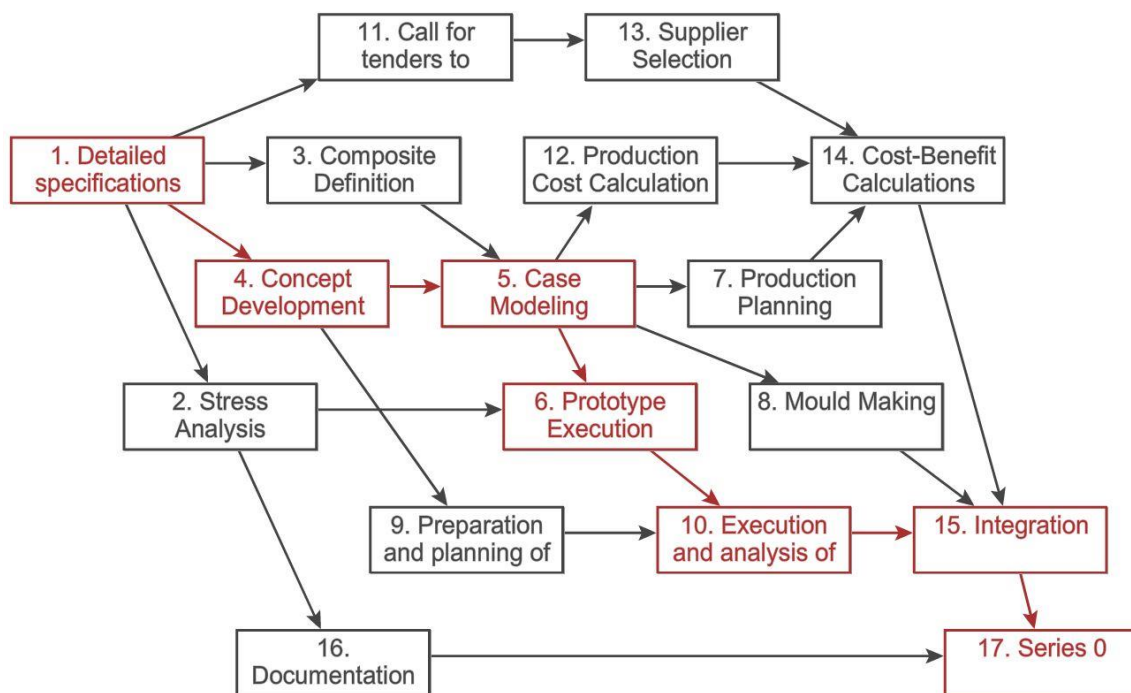 11. Call for
tenders to
13. Supplier
Selection
1. Detailed
specifications
3. Composite
Definition
12. Production
Cost Calculation
14. Cost-Benefit
Calculations
4. Concept
Development
5. Case
Modeling
7. Production
Planning
2. Stress
Analysis
6. Prototype
Execution
8. Mould Making
9. Preparation
and planning of
10. Execution
and analysis of
15. Integration
16.
Documentation
17. Series 0